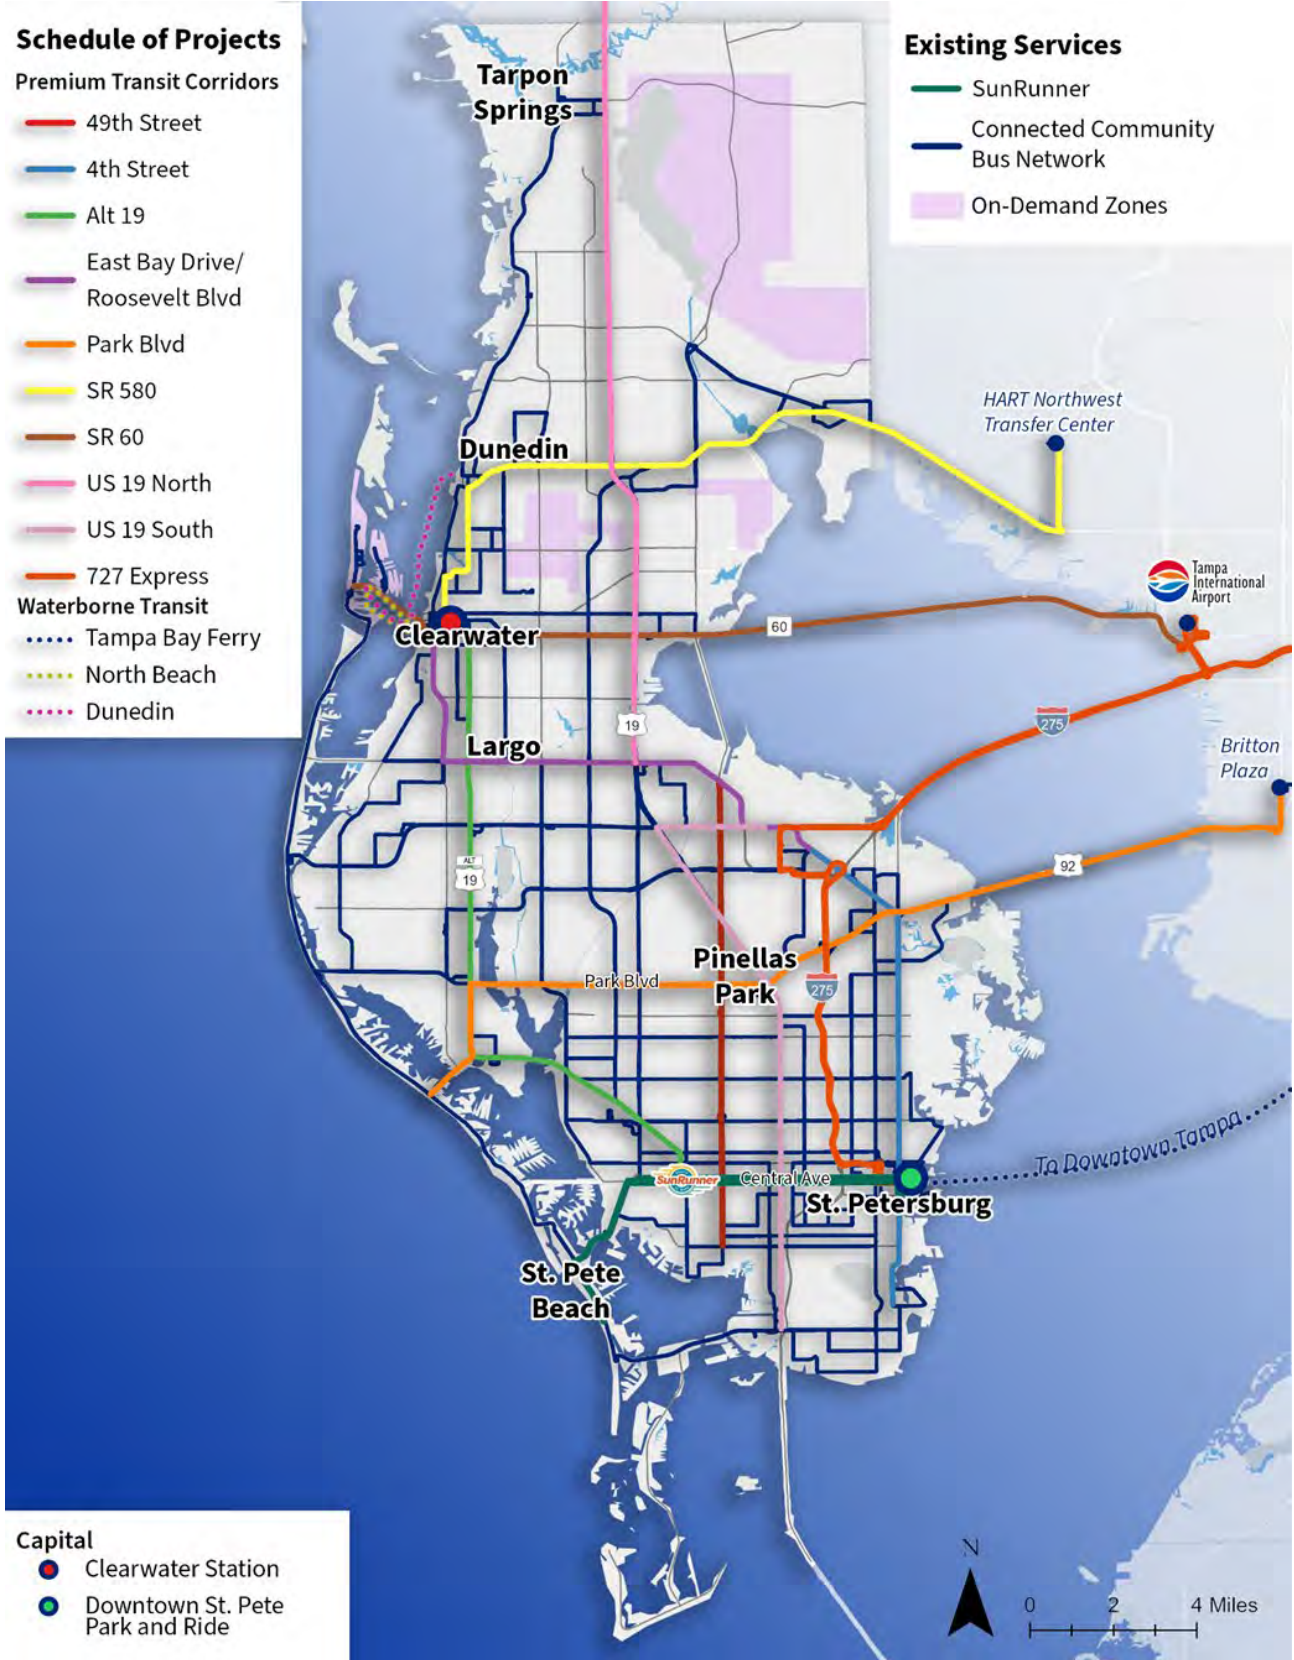 Schedule of Projects
Premium Transit Corridors
49th Street
4th Street
Alt 19
East Bay Drive/
Roosevelt Blvd
Park Blvd
SR 580
SR 60
US 19 North
US 19 South
727 Express
Waterborne Transit
Tampa Bay Ferry
North Beach
Dunedin
Existing Services
SunRunner
Connected Community
Bus Network
On-Demand Zones
Tarpon
Springs
HART Northwest
Transfer Center
Dunedin
Tampa
International
Airport
Clearwater
60
19
275
Largo
Britton
Plaza
ALT
19
92
Pinellas
Park
Park Blvd
275
To Downtown Tampa
SunRunner
Central Ave
St. Petersburg
St. Pete
Beach
Capital
Clearwater Station
Downtown St. Pete
Park and Ride
N
0 2 4 Miles